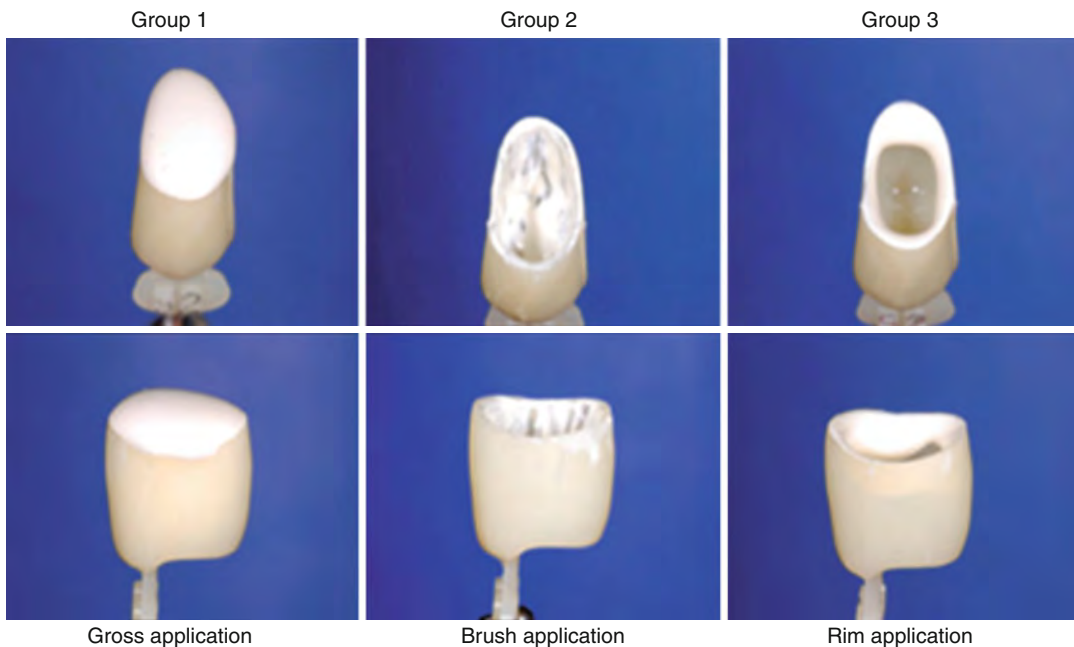 Group 1
Group 2
Group 3
Gross application
Brush application
Rim application